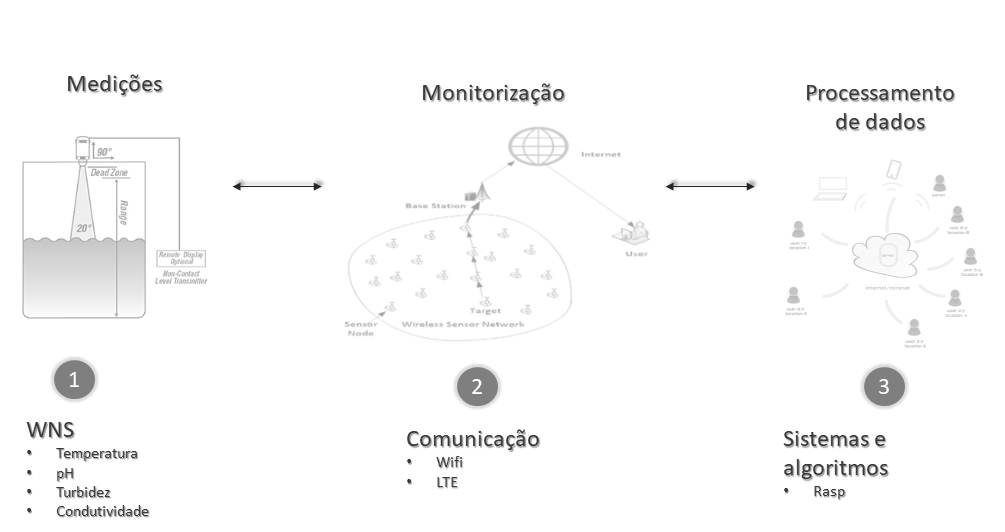 Medições
90°
Dead Zone
Range
20°
Remote Display
Optional
Non-Contact
Level Transmitter
Monitorização
Internet
Base Station
User
Target
Sensor
Node
Wireless Sensor Network
Processamento
de dados
internet/intranet
1
WNS
• Temperatura
• pH
• Turbidez
• Condutividade
2
Comunicação
• Wifi
• LTE
3
Sistemas e
algoritmos
• Rasp